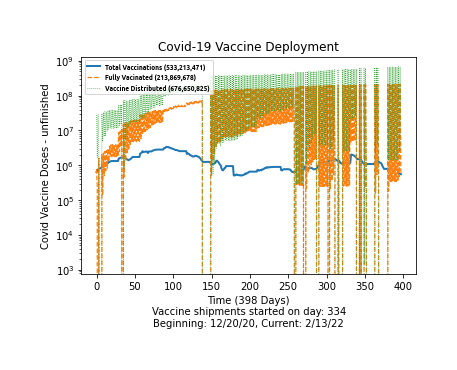 Covid-19 Vaccine Deployment
Total Vaccinations (533,213,471)
Fully Vacinated (213,869,678)
Vaccine Distributed (676,650,825)
Covid Vaccine Doses - unfinished
10⁹
10⁸
10⁷
10⁶
10⁵
10⁴
10³
0 50 100 150 200 250 300 350 400
Time (398 Days)
Vaccine shipments started on day: 334
Beginning: 12/20/20, Current: 2/13/22